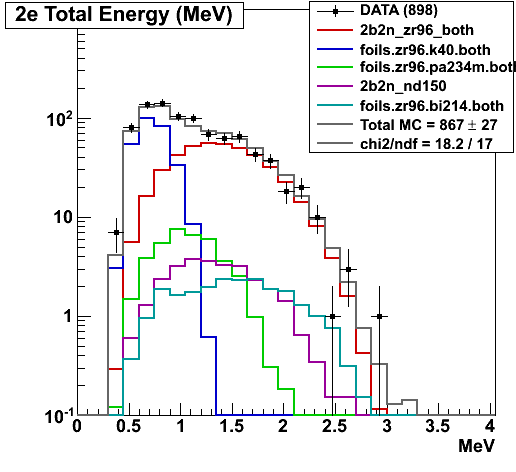 2e Total Energy (MeV)
DATA (898)
2b2n_zr96_both
foils.zr96.k40.both
foils.zr96.pa234m.botl
2b2n_nd150
foils.zr96.bi214.both
Total MC = 867 ± 27
chi2/ndf = 18.2 / 17
10²
10
1
10⁻¹
0 0.5 1 1.5 2 2.5 3 3.5 4
MeV